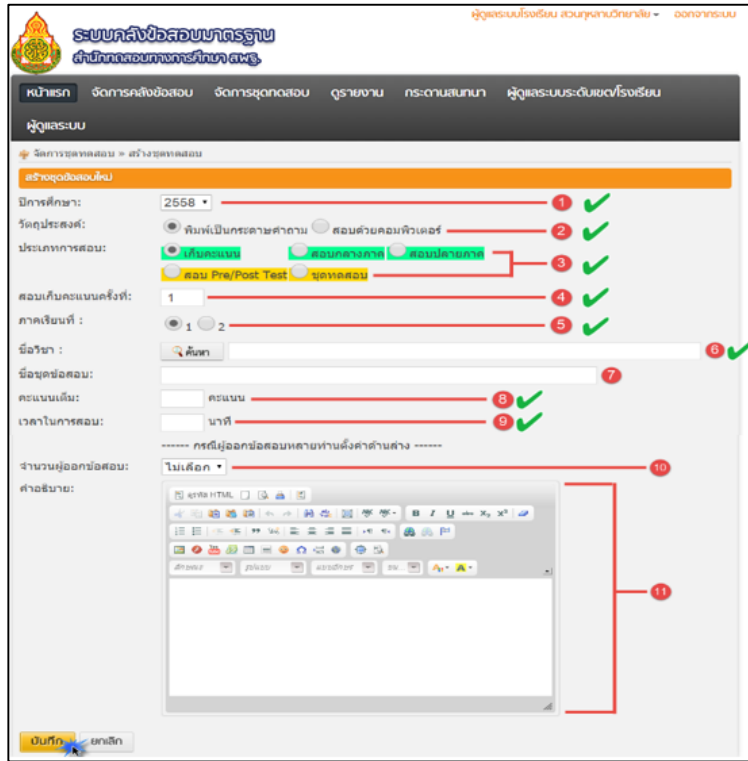 ผู้ดูแลระบบโรงเรียน สวนกุหลาบวิทยาลัย ออกจากระบบ
ระบบคลังข้อสอบมาตรฐาน
สำนักทดสอบทางการศึกษา สพฐ.
หน้าแรก จัดการคลังข้อสอบ จัดการชุดทดสอบ ดูรายงาน กระดานสนทนา ผู้ดูแลระบบระดับเขต/โรงเรียน
ผู้ดูแลระบบ
จัดการชุดทดสอบ » สร้างชุดทดสอบ
สร้างชุดข้อสอบใหม่
ปีการศึกษา: 2558 1
วัตถุประสงค์: พิมพ์เป็นกระดาษคำถาม สอบด้วยคอมพิวเตอร์ 2
ประเภทการสอบ: เก็บคะแนน สอบกลางภาค สอบปลายภาค 3
สอบ Pre/Post Test ชุดทดสอบ
สอบเก็บคะแนนครั้งที่: 1 4
ภาคเรียนที่ : 1 2 5
ชื่อวิชา : ค้นหา 6
ชื่อชุดข้อสอบ: 7
คะแนนเต็ม: คะแนน 8
เวลาในการสอบ: นาที 9
------ กรณีผู้ออกข้อสอบหลายท่านตั้งค่าด้านล่าง ------
จำนวนผู้ออกข้อสอบ: ไม่เลือก 10
คำอธิบาย: ดูรหัส HTML
B I U abc X₂ X²
รูปแบบ
11
บันทึก ยกเลิก